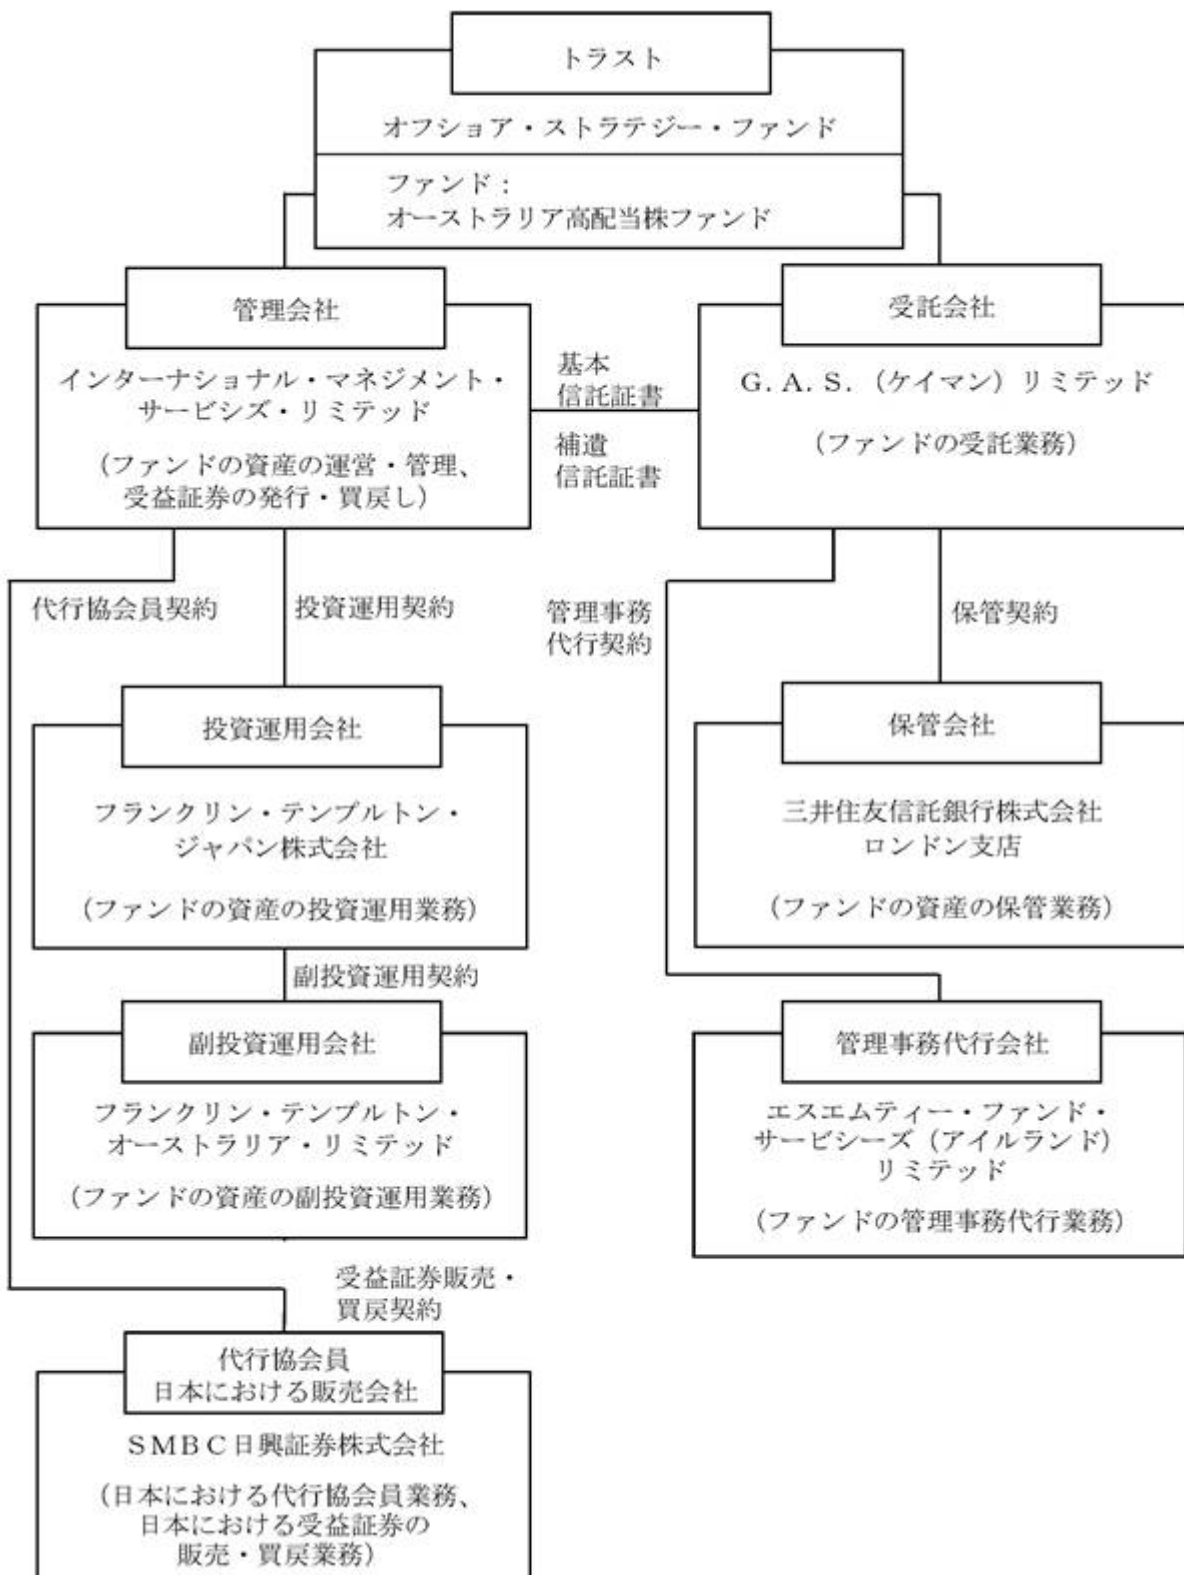 トラスト
オフショア・ストラテジー・ファンド
ファンド：
オーストラリア高配当株ファンド
管理会社
インターナショナル・マネジメント・
サービシズ・リミテッド
（ファンドの資産の運営・管理、
受益証券の発行・買戻し）
基本
信託証書
補遺
信託証書
受託会社
Ｇ．Ａ．Ｓ．（ケイマン）リミテッド
（ファンドの受託業務）
代行協会員契約
投資運用契約
管理事務
代行契約
保管契約
投資運用会社
フランクリン・テンプルトン・
ジャパン株式会社
（ファンドの資産の投資運用業務）
保管会社
三井住友信託銀行株式会社
ロンドン支店
（ファンドの資産の保管業務）
副投資運用契約
副投資運用会社
フランクリン・テンプルトン・
オーストラリア・リミテッド
（ファンドの資産の副投資運用業務）
管理事務代行会社
エスエムティー・ファンド・
サービシーズ（アイルランド）
リミテッド
（ファンドの管理事務代行業務）
受益証券販売・
買戻契約
代行協会員
日本における販売会社
ＳＭＢＣ日興証券株式会社
（日本における代行協会員業務、
日本における受益証券の
販売・買戻業務）